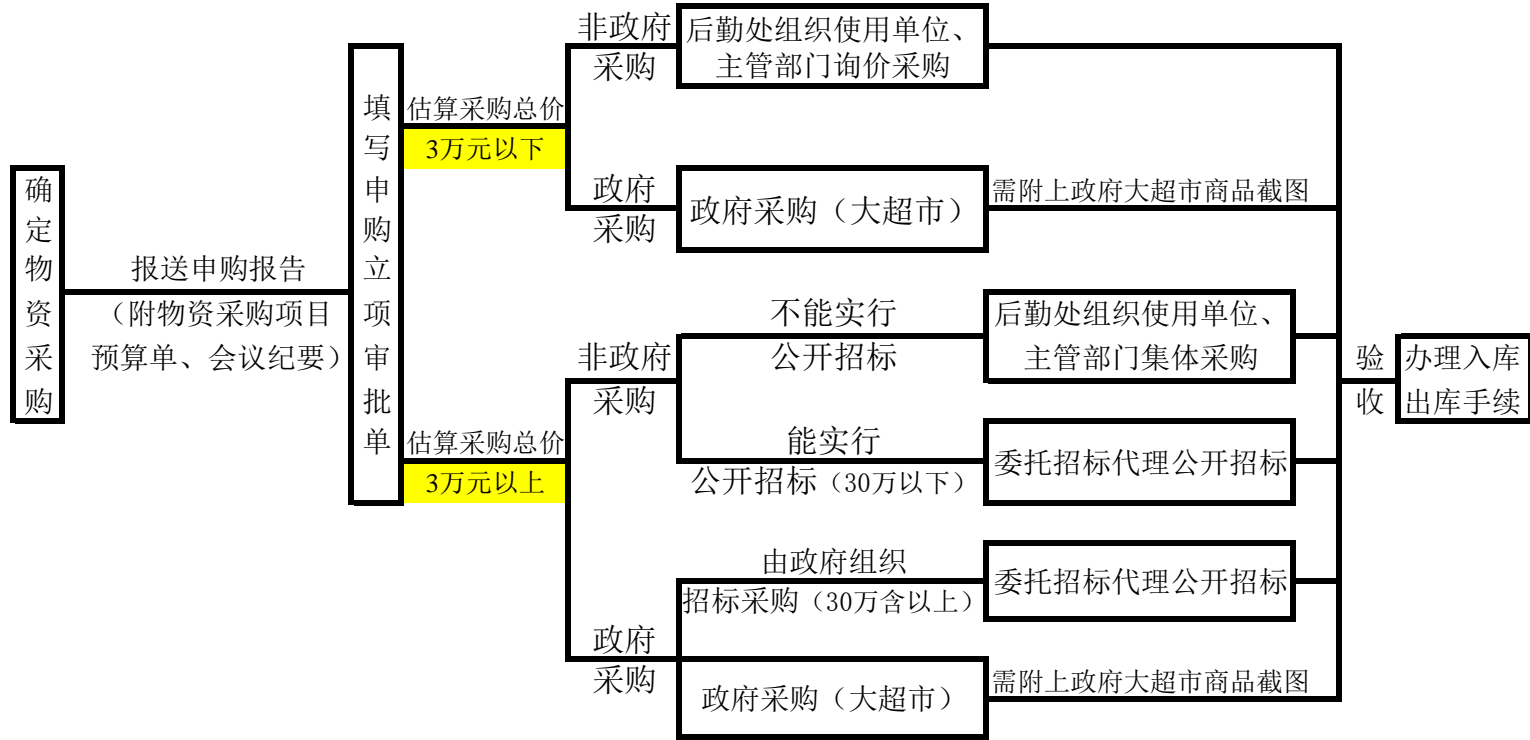 确定物资采购
报送申购报告
（附物资采购项目
预算单、会议纪要）
填写申购立项审批单
估算采购总价
3万元以下
非政府
采购
后勤处组织使用单位、
主管部门询价采购
政府
采购
政府采购（大超市）
需附上政府大超市商品截图
估算采购总价
3万元以上
非政府
采购
不能实行
公开招标
后勤处组织使用单位、
主管部门集体采购
能实行
公开招标（30万以下）
委托招标代理公开招标
政府
采购
由政府组织
招标采购（30万含以上）
委托招标代理公开招标
政府采购（大超市）
需附上政府大超市商品截图
验收
办理入库
出库手续